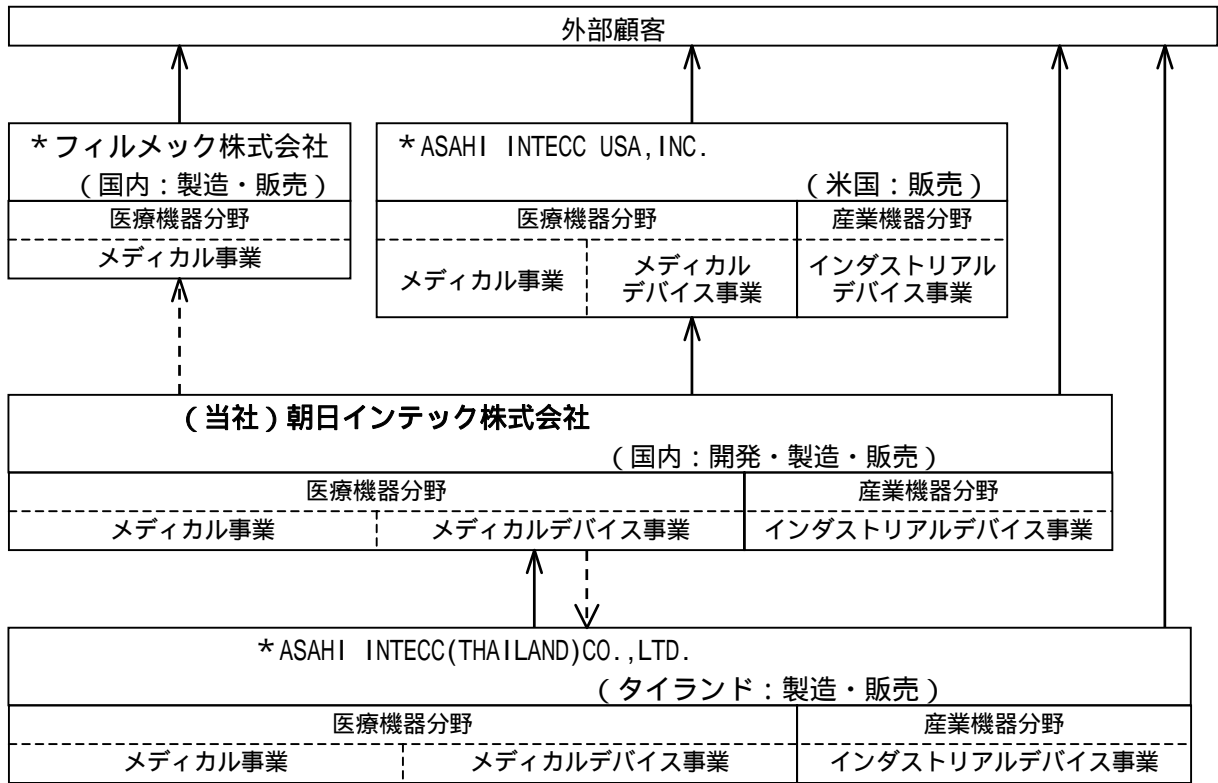 外部顧客
*フィルメック株式会社
（国内：製造・販売）
医療機器分野
メディカル事業
*ASAHI INTECC USA,INC.
（米国：販売）
医療機器分野 産業機器分野
メディカル事業
メディカル
デバイス事業
インダストリアル
デバイス事業
（当社）朝日インテック株式会社
（国内：開発・製造・販売）
医療機器分野 産業機器分野
メディカル事業 メディカルデバイス事業 インダストリアルデバイス事業
*ASAHI INTECC(THAILAND)CO.,LTD.
（タイランド：製造・販売）
医療機器分野 産業機器分野
メディカル事業 メディカルデバイス事業 インダストリアルデバイス事業